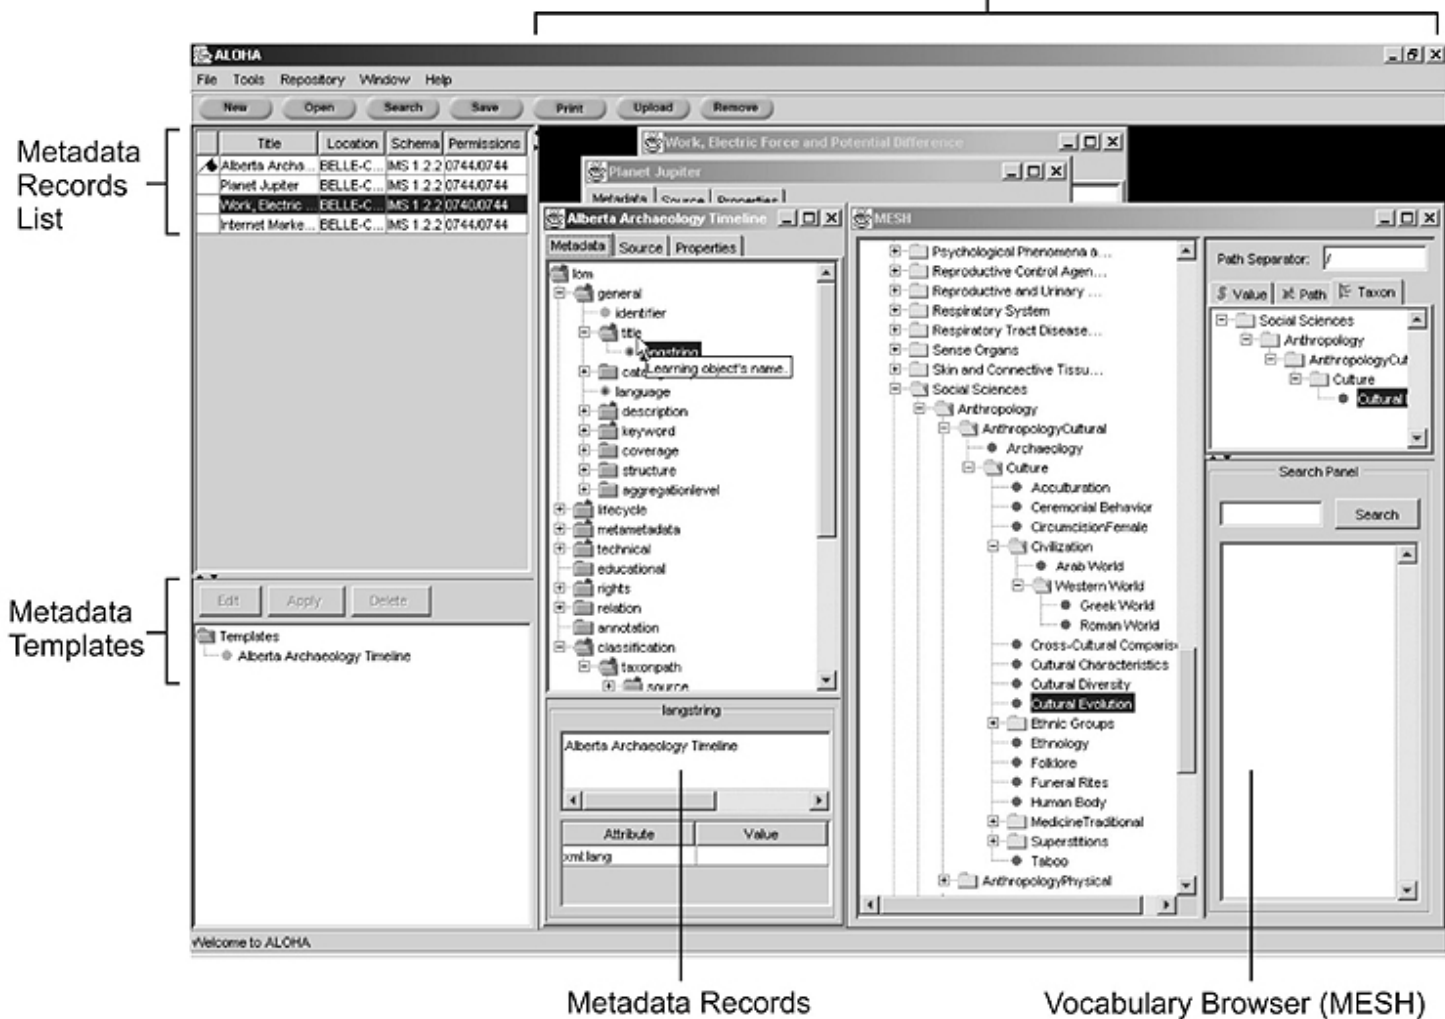 ALOHA
File Tools Repository Window Help
New Open Search Save Print Upload Remove
Metadata
Records
List
Title Location Schema Permissions
Alberta Archa... BELLE-C... IMS 1.2.2 0744/0744
Planet Jupiter BELLE-C... IMS 1.2.2 0744/0744
Work, Electric ... BELLE-C... IMS 1.2.2 0740/0744
Internet Marke... BELLE-C... IMS 1.2.2 0744/0744
Metadata
Templates
Edit Apply Delete
Templates
Alberta Archaeology Timeline
Work, Electric Force and Potential Difference
Planet Jupiter
Metadata Source Properties
Alberta Archaeology Timeline
Metadata Source Properties
lom
general
identifier
title
langstring
Learning object's name.
language
description
keyword
coverage
structure
aggregationlevel
lifecycle
metametadata
technical
educational
rights
relation
annotation
classification
taxonpath
source
langstring
Alberta Archaeology Timeline
Attribute Value
xml:lang
MESH
Psychological Phenomena a...
Reproductive Control Agen...
Reproductive and Urinary ...
Respiratory System
Respiratory Tract Disease...
Sense Organs
Skin and Connective Tissu...
Social Sciences
Anthropology
AnthropologyCultural
Archaeology
Culture
Acculturation
Ceremonial Behavior
CircumcisionFemale
Civilization
Arab World
Western World
Greek World
Roman World
Cross-Cultural Comparis
Cultural Characteristics
Cultural Diversity
Cultural Evolution
Ethnic Groups
Ethnology
Folklore
Funeral Rites
Human Body
MedicineTraditional
Superstitions
Taboo
AnthropologyPhysical
Path Separator: /
Value Path Taxon
Social Sciences
Anthropology
AnthropologyCul
Culture
Cultural
Search Panel
Search
Welcome to ALOHA
Metadata Records
Vocabulary Browser (MESH)